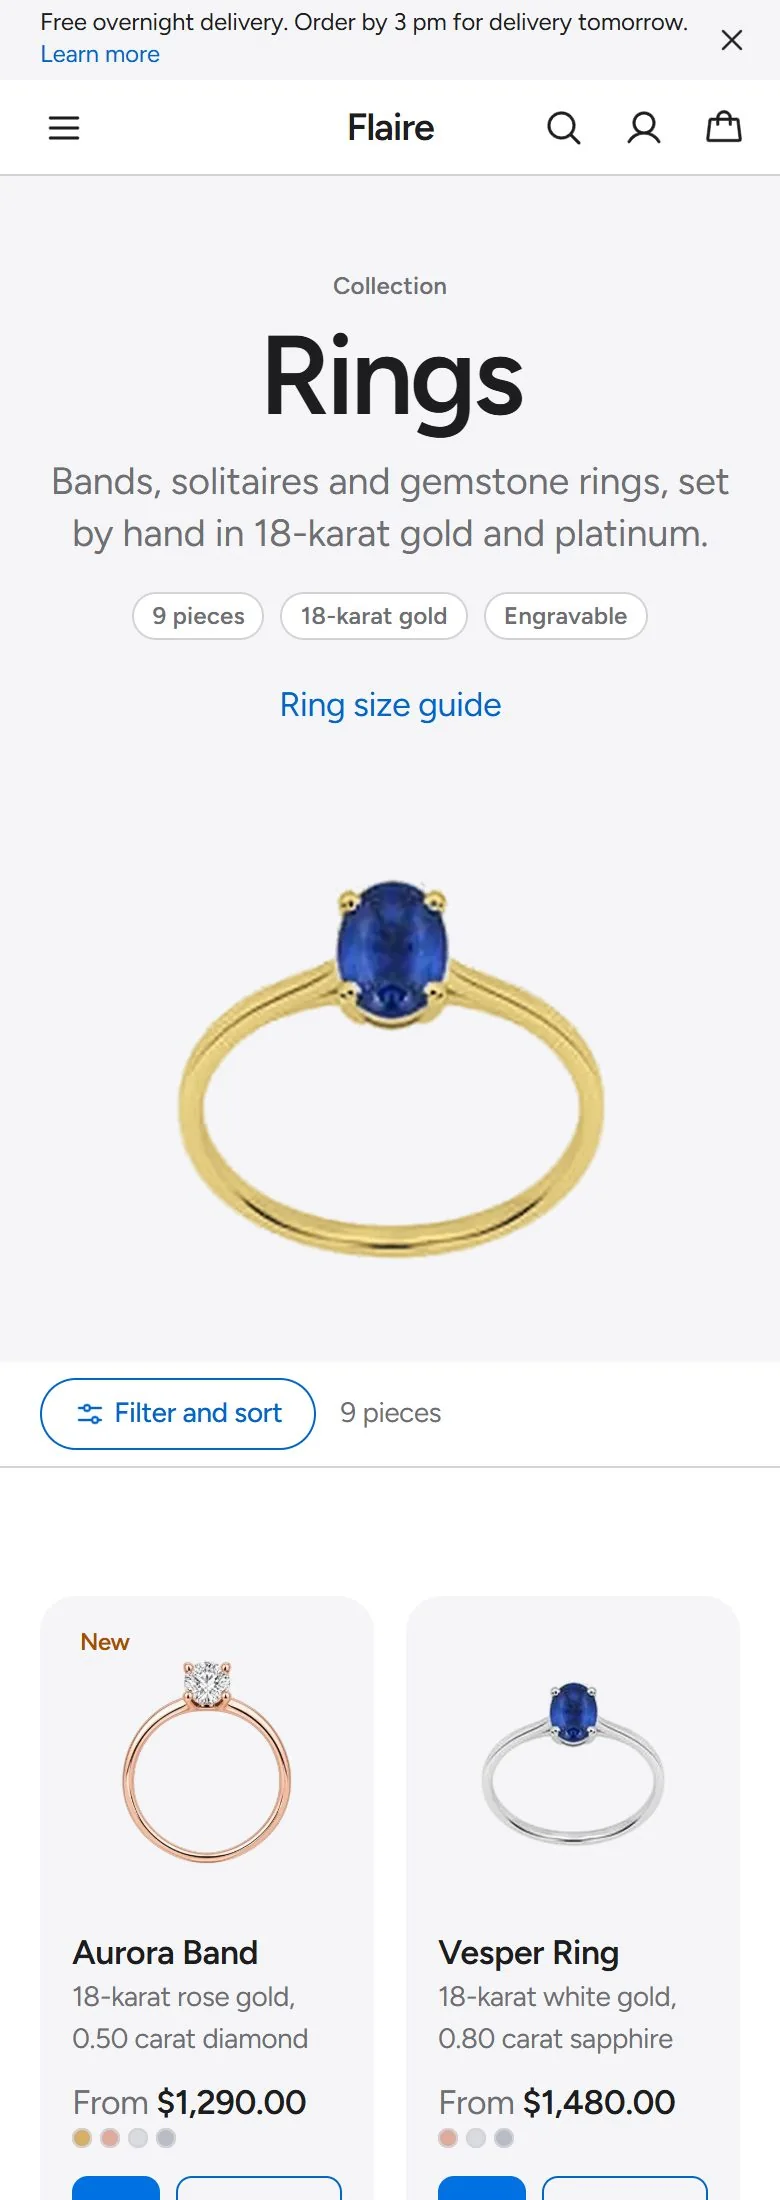 Free overnight delivery. Order by 3 pm for delivery tomorrow.
Learn more
Flaire
Collection
Rings
Bands, solitaires and gemstone rings, set
by hand in 18-karat gold and platinum.
9 pieces
18-karat gold
Engravable
Ring size guide
Filter and sort
9 pieces
New
Aurora Band
18-karat rose gold,
0.50 carat diamond
From $1,290.00
Vesper Ring
18-karat white gold,
0.80 carat sapphire
From $1,480.00